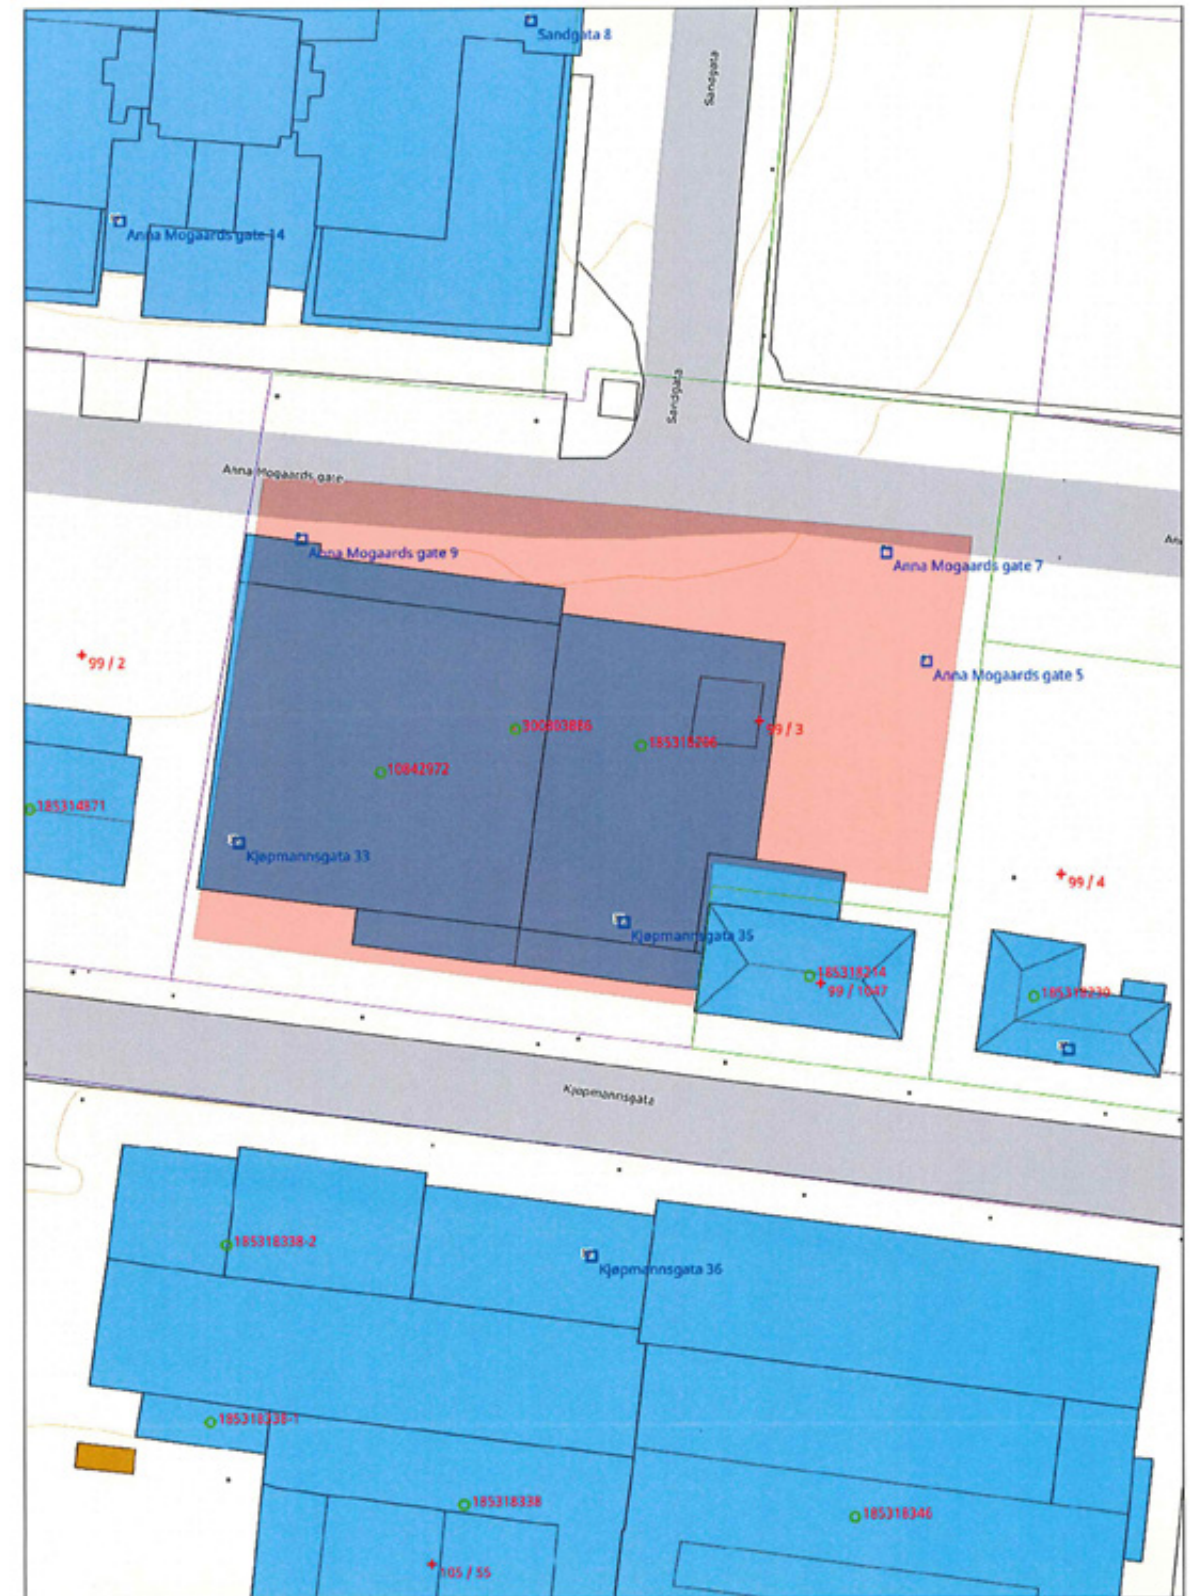 Sandgata 8
Sandgata
Anna Mogaards gate 14
Sandgata
Anna Mogaards gate
An
Anna Mogaards gate 9
Anna Mogaards gate 7
99 / 2
Anna Mogaards gate 5
99 / 3
10842972
185314871
Kjøpmannsgata 33
99 / 4
Kjøpmannsgata 35
185318214
99 / 1047
185318230
Kjøpmannsgata
185318338-2
Kjøpmannsgata 36
185318338-1
185318338
185318346
105 / 55